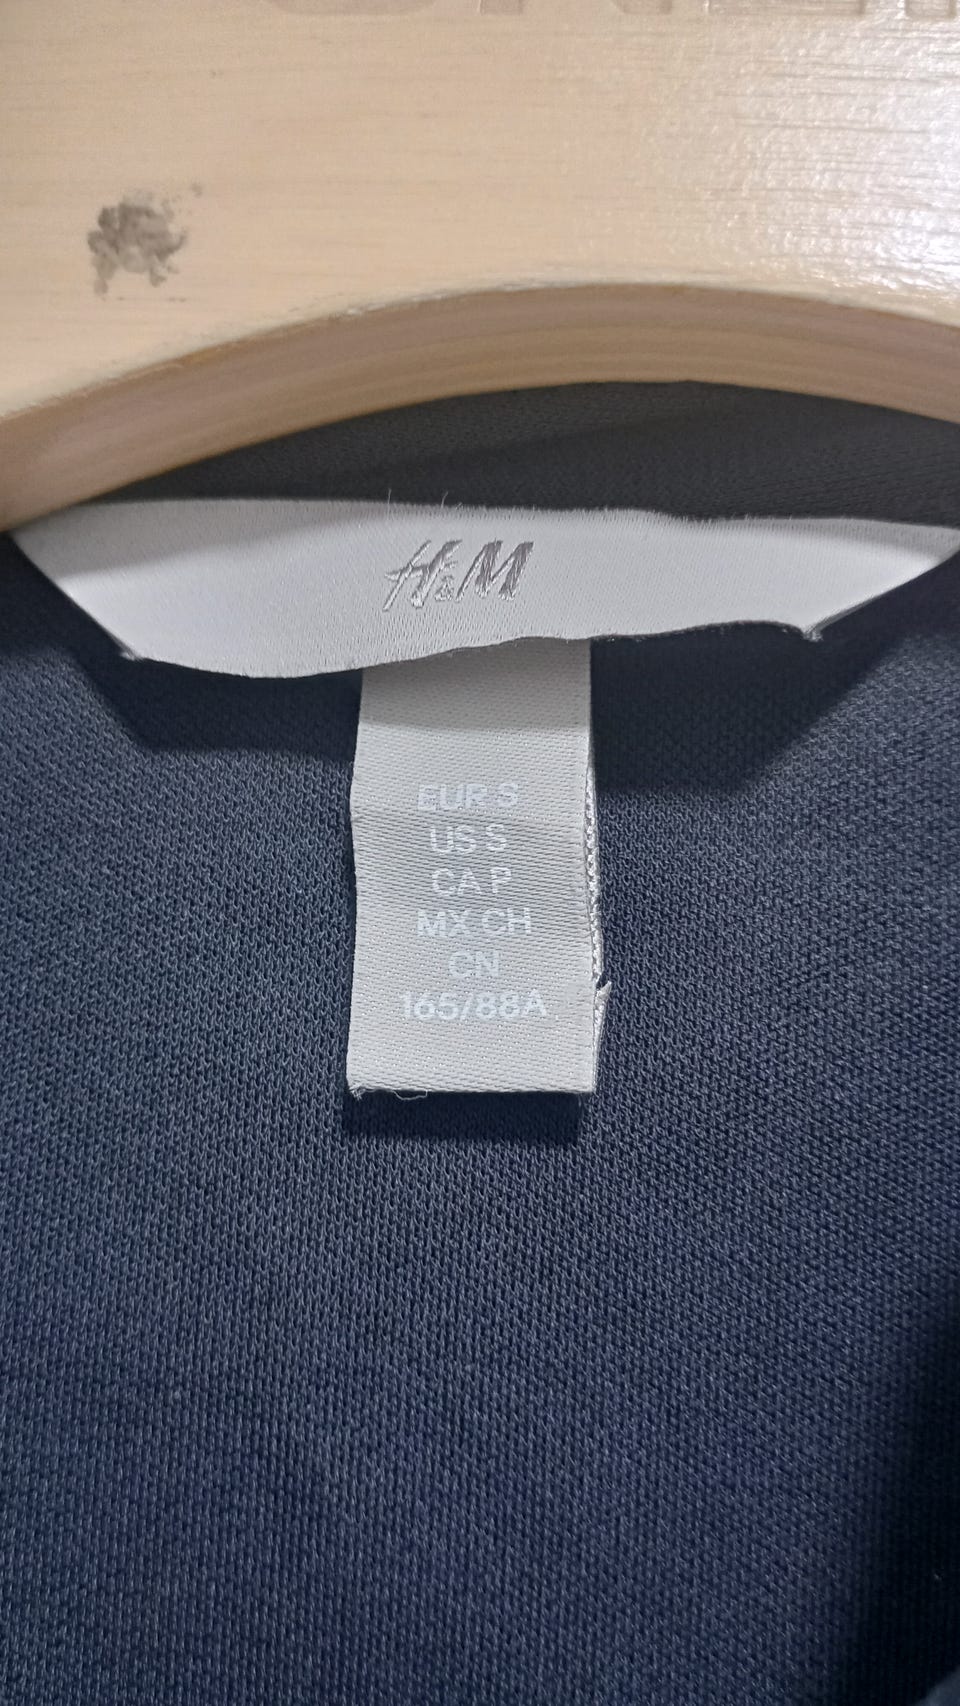 H&M
EUR S
US S
CA P
MX CH
CN
165/88A